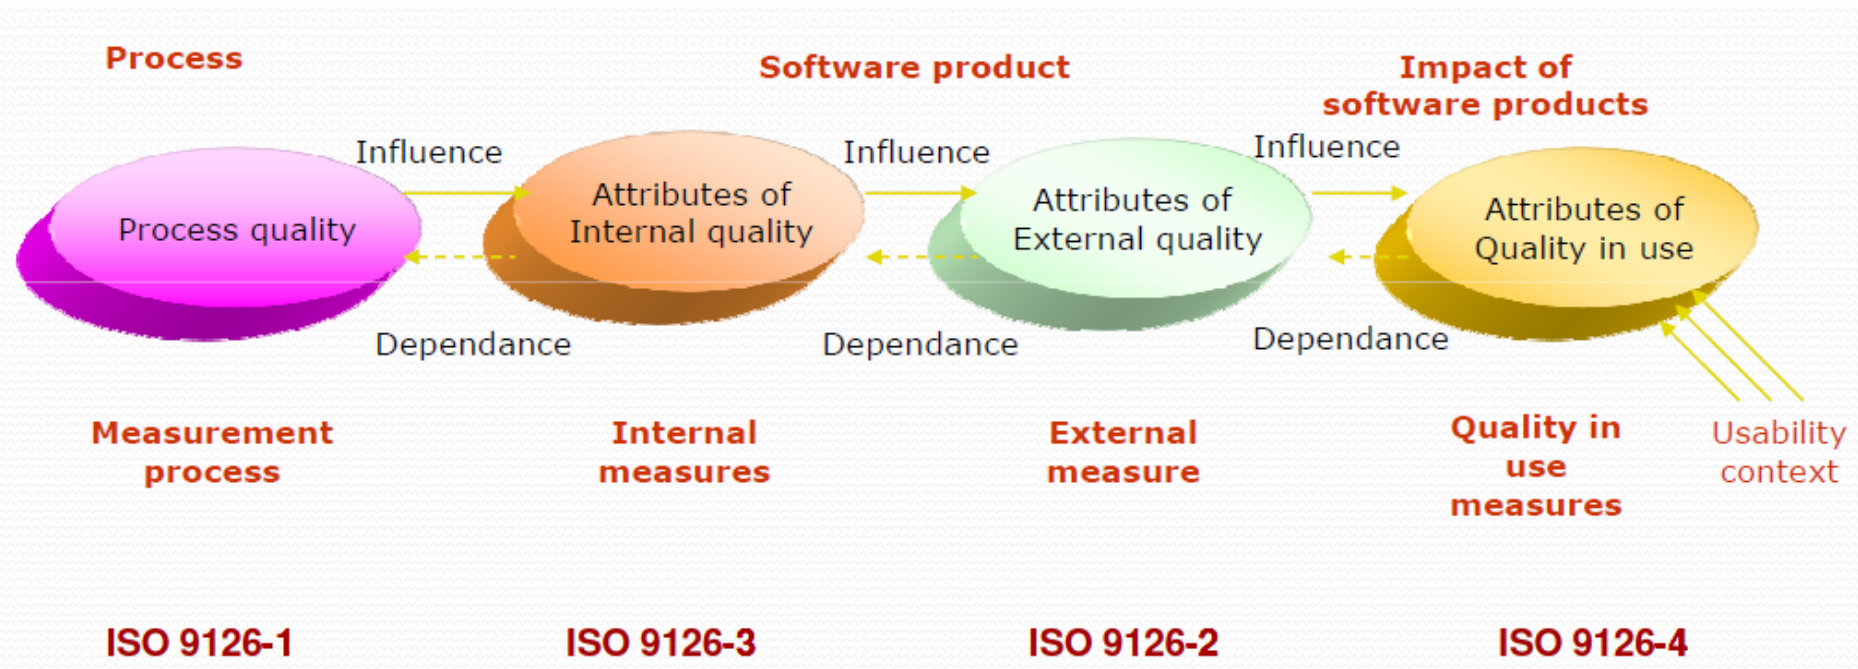 Process
Software product
Impact of
software products
Influence
Influence
Influence
Process quality
Attributes of
Internal quality
Attributes of
External quality
Attributes of
Quality in use
Dependance
Dependance
Dependance
Measurement
process
Internal
measures
External
measure
Quality in
use
measures
Usability
context
ISO 9126-1
ISO 9126-3
ISO 9126-2
ISO 9126-4